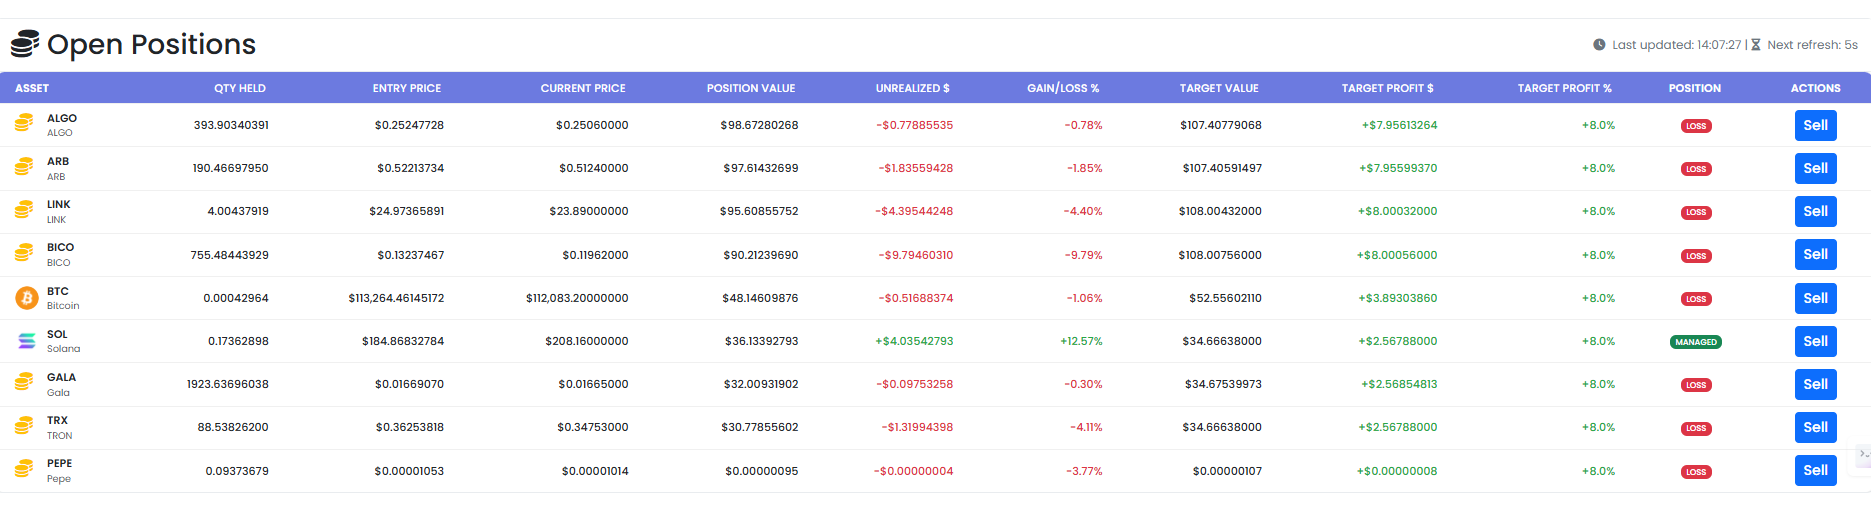 Open Positions
Last updated: 14:07:27 | Next refresh: 5s
ASSET QTY HELD ENTRY PRICE CURRENT PRICE POSITION VALUE UNREALIZED $ GAIN/LOSS % TARGET VALUE TARGET PROFIT $ TARGET PROFIT % POSITION ACTIONS
ALGO 393.90340391 $0.25247728 $0.25060000 $98.67280268 -$0.77885535 -0.78% $107.40779068 +$7.95613264 +8.0% LOSS Sell
ALGO
ARB 190.46697950 $0.52213734 $0.51240000 $97.61432699 -$1.83559428 -1.85% $107.40591497 +$7.95599370 +8.0% LOSS Sell
ARB
LINK 4.00437919 $24.97365891 $23.89000000 $95.60855752 -$4.39544248 -4.40% $108.00432000 +$8.00032000 +8.0% LOSS Sell
LINK
BICO 755.48443929 $0.13237467 $0.11962000 $90.21239690 -$9.79460310 -9.79% $108.00756000 +$8.00056000 +8.0% LOSS Sell
BICO
BTC 0.00042964 $113,264.46145172 $112,083.20000000 $48.14609876 -$0.51688374 -1.06% $52.55602110 +$3.89303860 +8.0% LOSS Sell
Bitcoin
SOL 0.17362898 $184.86832784 $208.16000000 $36.13392793 +$4.03542793 +12.57% $34.66638000 +$2.56788000 +8.0% MANAGED Sell
Solana
GALA 1923.63696038 $0.01669070 $0.01665000 $32.00931902 -$0.09753258 -0.30% $34.67539973 +$2.56854813 +8.0% LOSS Sell
Gala
TRX 88.53826200 $0.36253818 $0.34753000 $30.77855602 -$1.31994398 -4.11% $34.66638000 +$2.56788000 +8.0% LOSS Sell
TRON
PEPE 0.09373679 $0.00001053 $0.00001014 $0.00000095 -$0.00000004 -3.77% $0.00000107 +$0.00000008 +8.0% LOSS Sell
Pepe